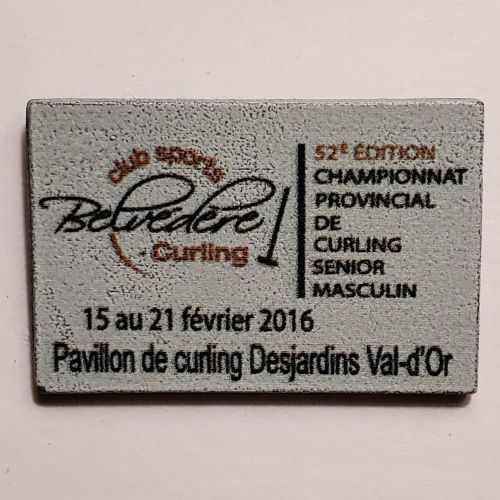 club sports
Belvédère
Curling
52e ÉDITION
CHAMPIONNAT
PROVINCIAL
DE
CURLING
SENIOR
MASCULIN
15 au 21 février 2016
Pavillon de curling Desjardins Val-d'Or